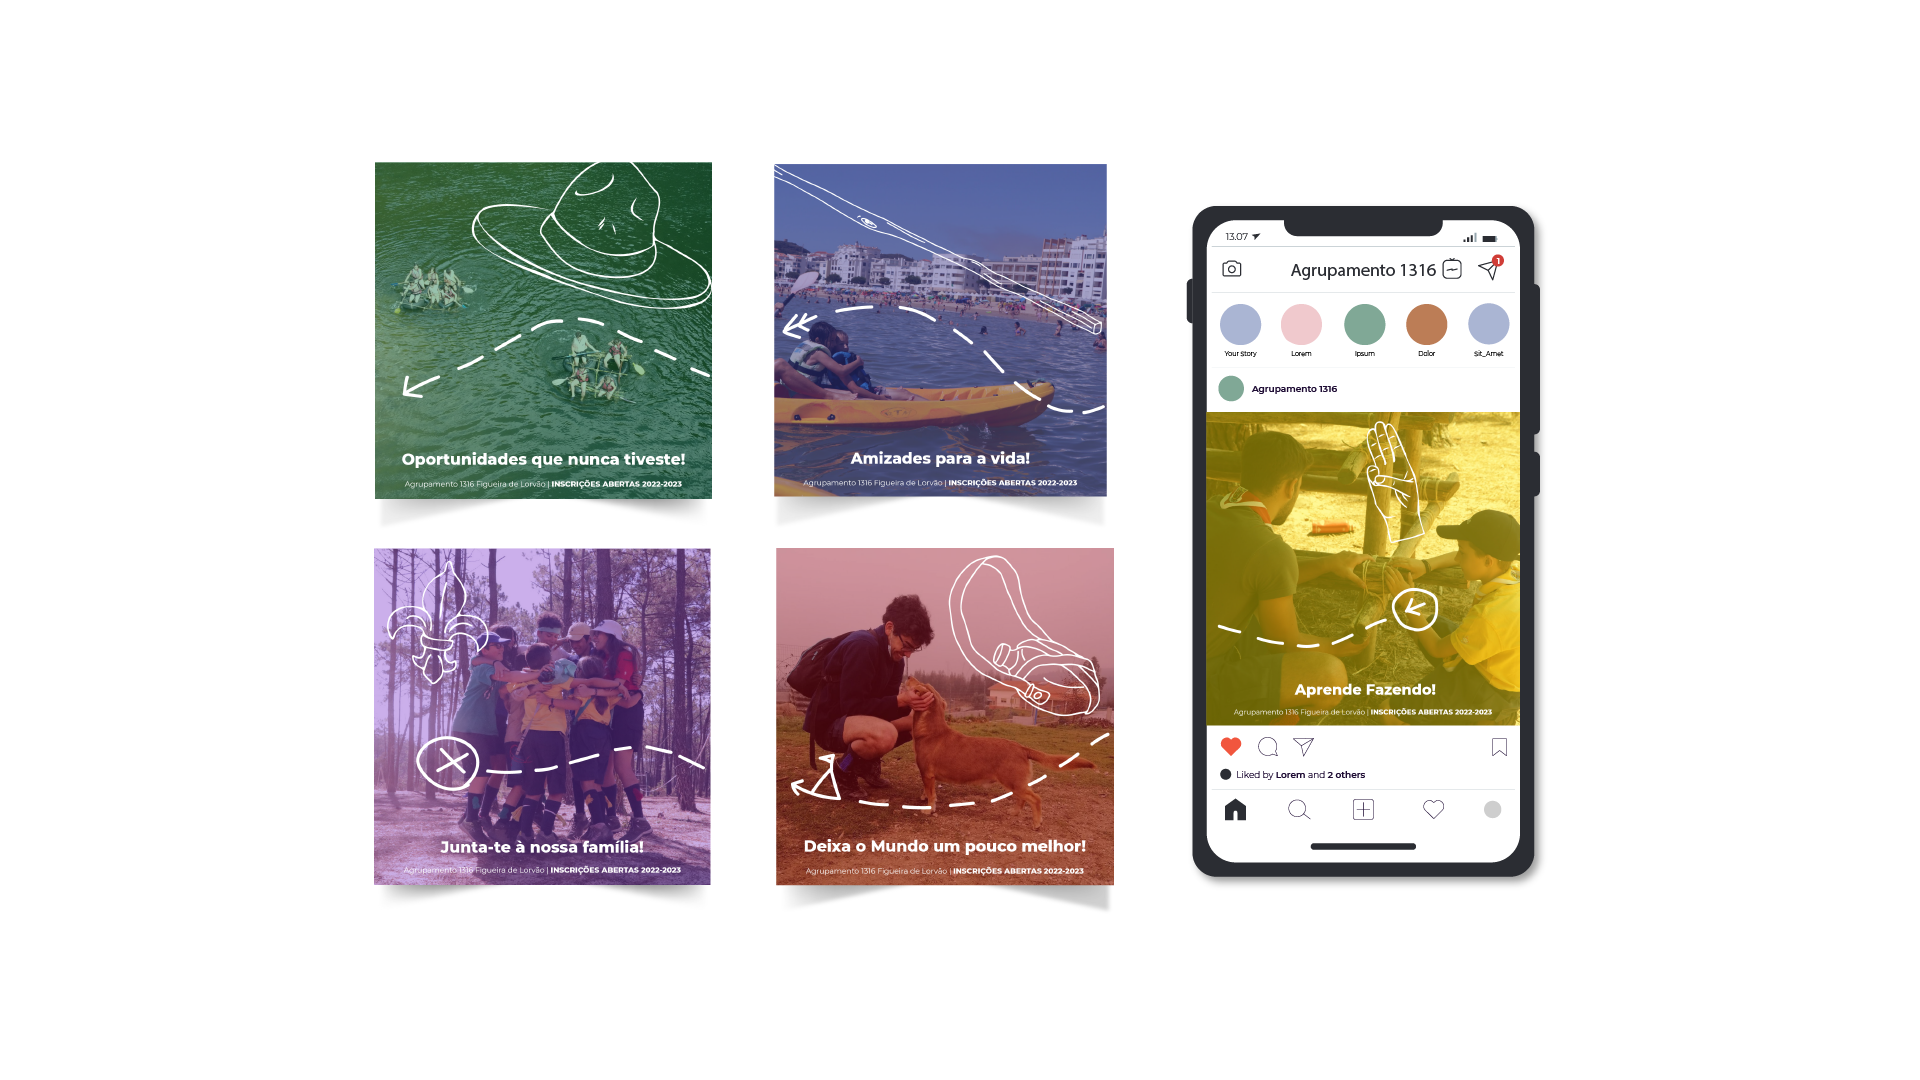 Oportunidades que nunca tiveste!
Agrupamento 1316 Figueira de Lorvão | INSCRIÇÕES ABERTAS 2022-2023
Amizades para a vida!
Agrupamento 1316 Figueira de Lorvão | INSCRIÇÕES ABERTAS 2022-2023
Junta-te à nossa família!
Agrupamento 1316 Figueira de Lorvão | INSCRIÇÕES ABERTAS 2022-2023
Deixa o Mundo um pouco melhor!
Agrupamento 1316 Figueira de Lorvão | INSCRIÇÕES ABERTAS 2022-2023
13.07
Agrupamento 1316
1
Your Story Lorem Ipsum Dolor Sit_Amet
Agrupamento 1316
Aprende Fazendo!
Agrupamento 1316 Figueira de Lorvão | INSCRIÇÕES ABERTAS 2022-2023
Liked by Lorem and 2 others